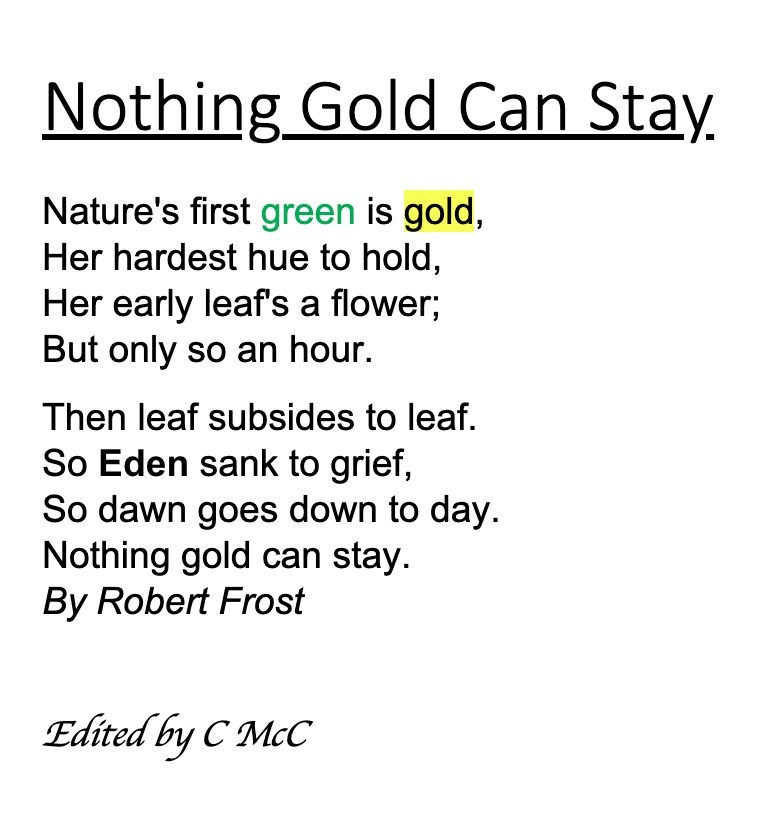 Nothing Gold Can Stay
Nature's first green is gold,
Her hardest hue to hold,
Her early leaf's a flower;
But only so an hour.
Then leaf subsides to leaf.
So Eden sank to grief,
So dawn goes down to day.
Nothing gold can stay.
By Robert Frost
Edited by C McC